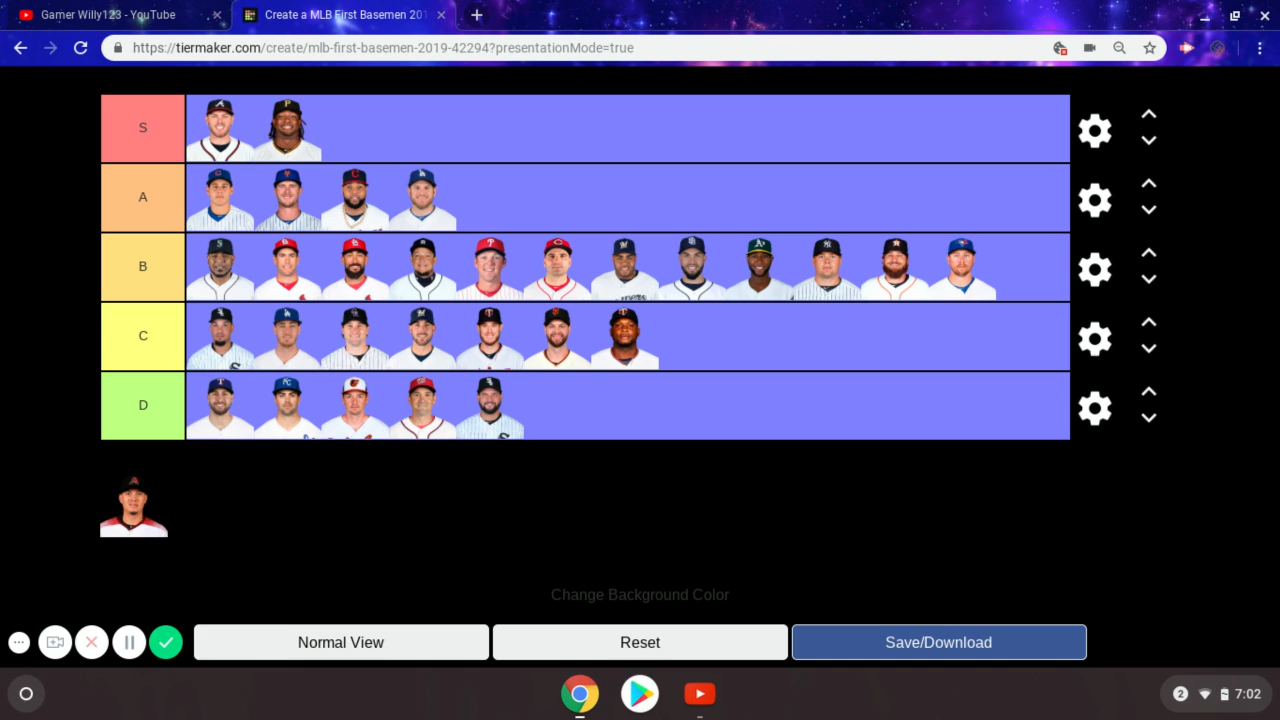 Gamer Willy123 - YouTube
Create a MLB First Basemen 201
https://tiermaker.com/create/mlb-first-basemen-2019-42294?presentationMode=true
S
A
B
C
D
Change Background Color
Normal View
Reset
Save/Download
2
7:02